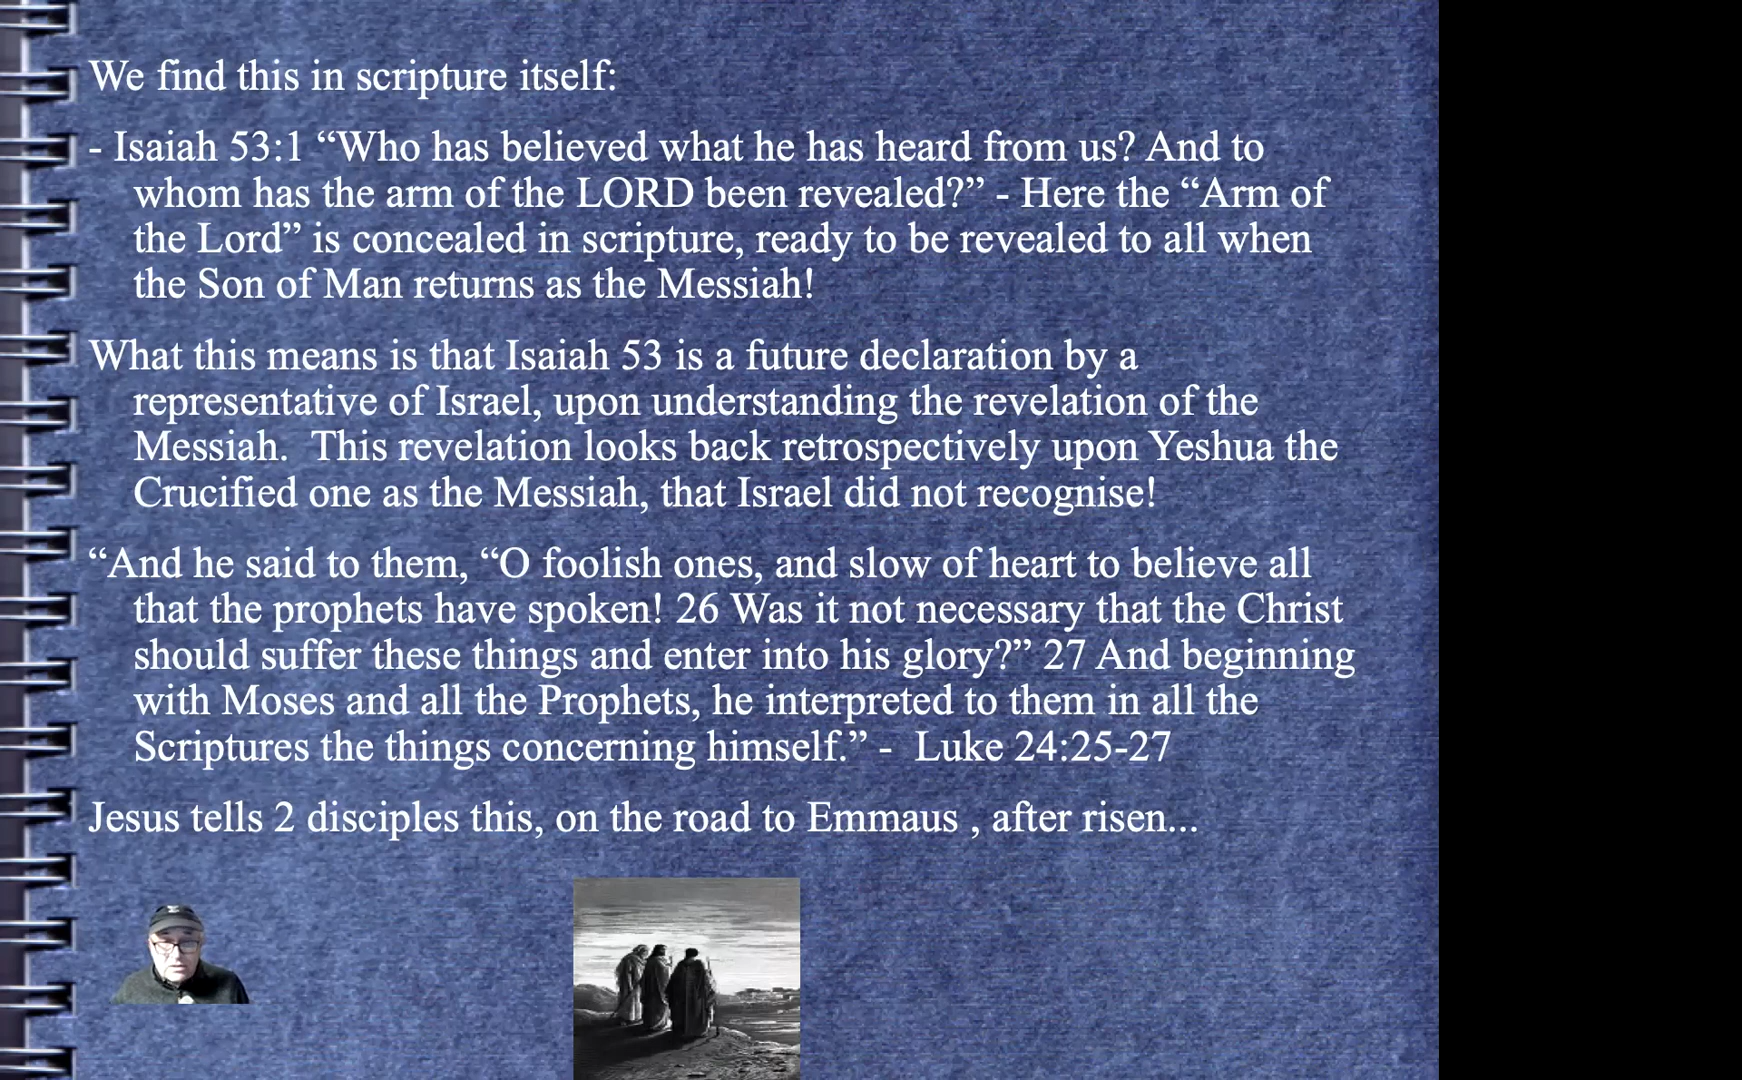 We find this in scripture itself:
- Isaiah 53:1 “Who has believed what he has heard from us? And to
whom has the arm of the LORD been revealed?” - Here the “Arm of
the Lord” is concealed in scripture, ready to be revealed to all when
the Son of Man returns as the Messiah!
What this means is that Isaiah 53 is a future declaration by a
representative of Israel, upon understanding the revelation of the
Messiah.  This revelation looks back retrospectively upon Yeshua the
Crucified one as the Messiah, that Israel did not recognise!
“And he said to them, “O foolish ones, and slow of heart to believe all
that the prophets have spoken! 26 Was it not necessary that the Christ
should suffer these things and enter into his glory?” 27 And beginning
with Moses and all the Prophets, he interpreted to them in all the
Scriptures the things concerning himself.” -  Luke 24:25-27
Jesus tells 2 disciples this, on the road to Emmaus , after risen...